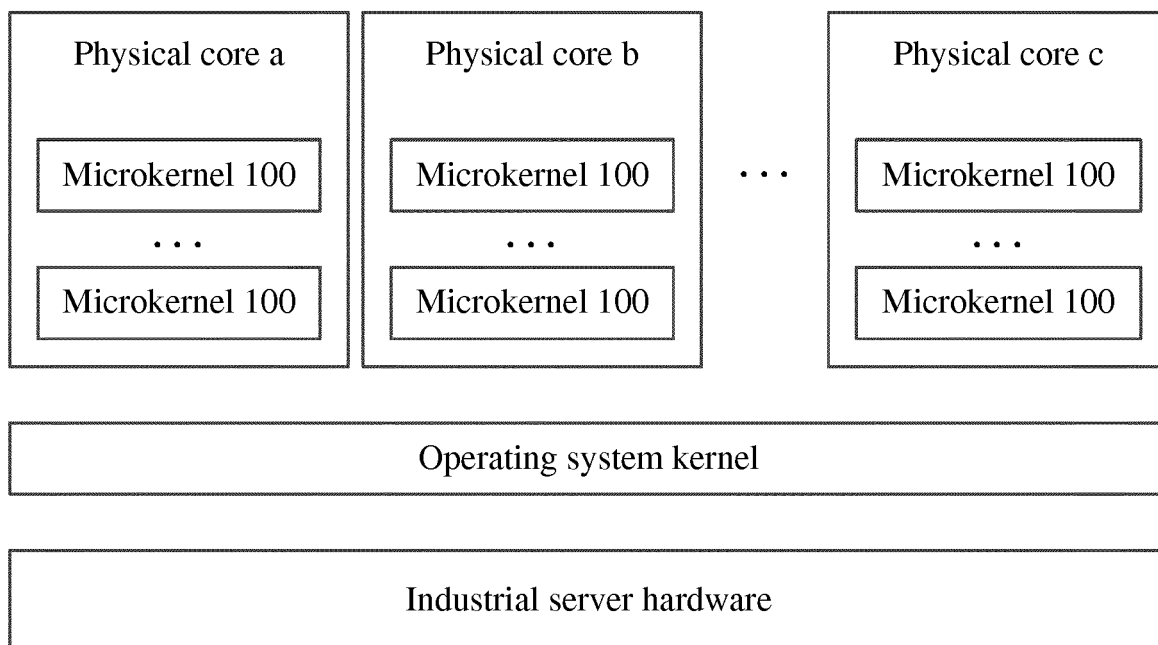 Physical core a
Physical core b
Physical core c
Microkernel 100
Microkernel 100
. . .
Microkernel 100
. . .
. . .
. . .
Microkernel 100
Microkernel 100
Microkernel 100
Operating system kernel
Industrial server hardware